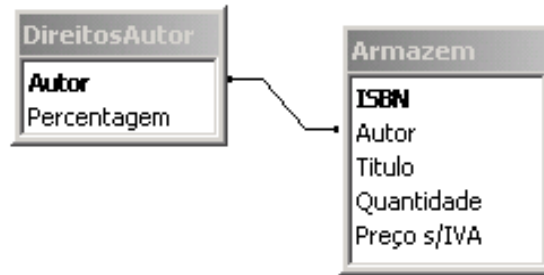 DireitosAutor
Autor
Percentagem
Armazem
ISBN
Autor
Titulo
Quantidade
Preço s/IVA